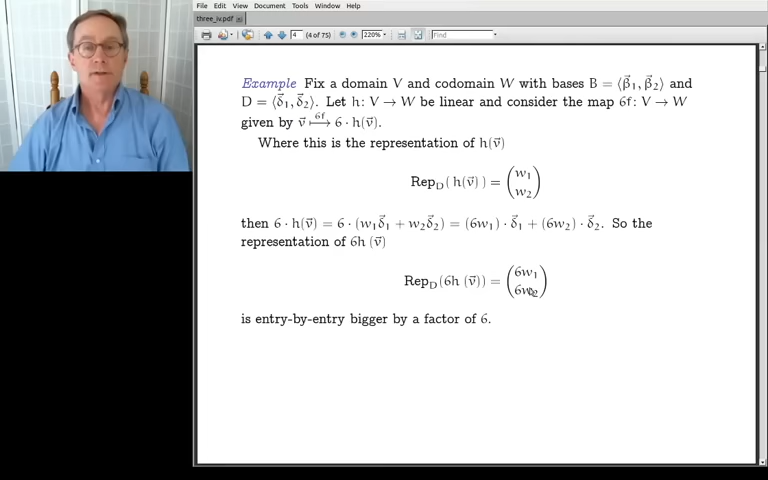 File Edit View Document Tools Window Help
three_iv.pdf
4 (4 of 75) 220% Find
Example Fix a domain V and codomain W with bases B = ⟨β⃗₁, β⃗₂⟩ and
D = ⟨δ⃗₁, δ⃗₂⟩. Let h: V → W be linear and consider the map 6f: V → W
given by v⃗ ⟼ 6f 6 · h(v⃗).
Where this is the representation of h(v⃗)
Rep_D( h(v⃗) ) = (w₁ w₂)
then 6 · h(v⃗) = 6 · (w₁δ⃗₁ + w₂δ⃗₂) = (6w₁) · δ⃗₁ + (6w₂) · δ⃗₂. So the
representation of 6h (v⃗)
Rep_D(6h (v⃗)) = (6w₁ 6w₂)
is entry-by-entry bigger by a factor of 6.